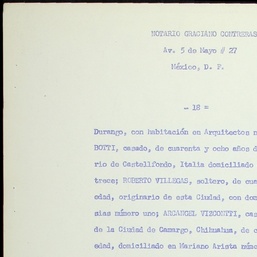 NOTARIO GRACIANO CONTRERAS
Av. 5 de Mayo # 27
México, D. F.
- 18 =
Durango, con habitación en Arquitectos n
BOTTI, casado, de cuarenta y ocho años d
rio de Castellfondo, Italia domiciliado
trece; ROBERTO VILLEGAS, soltero, de cua
edad, originario de esta Ciudad, con dom
sias número uno; ARCANGEL VIZCONTTI, cas
de la Ciudad de Camargo, Chihuahua, de c
edad, domiciliado en Mariano Arista núme